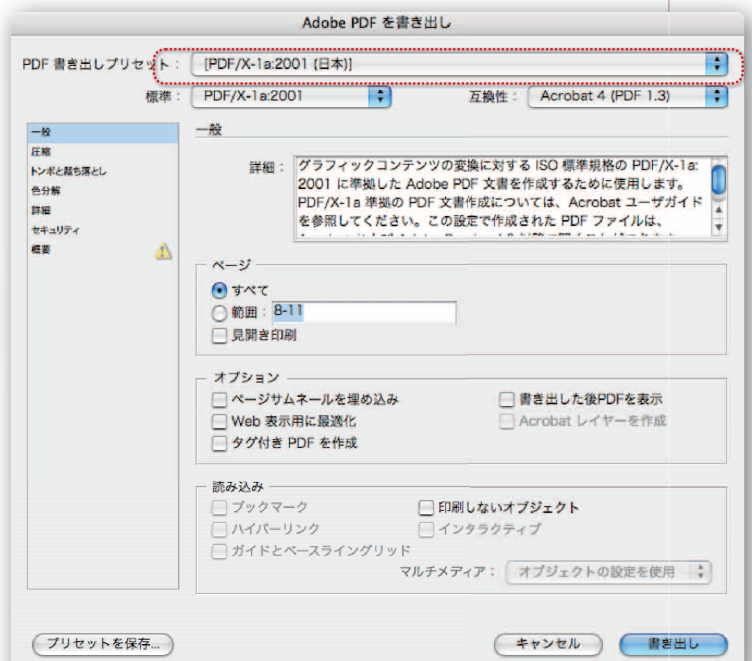 Adobe PDF を書き出し
PDF 書き出しプリセット： [PDF/X-1a:2001 (日本)]
標準： PDF/X-1a:2001 互換性： Acrobat 4 (PDF 1.3)
一般
圧縮
トンボと裁ち落とし
色分解
詳細
セキュリティ
概要
一般
詳細： グラフィックコンテンツの変換に対する ISO 標準規格の PDF/X-1a:
2001 に準拠した Adobe PDF 文書を作成するために使用します。
PDF/X-1a 準拠の PDF 文書作成については、Acrobat ユーザガイド
を参照してください。この設定で作成された PDF ファイルは、
ページ
すべて
範囲： 8-11
見開き印刷
オプション
ページサムネールを埋め込み 書き出した後PDFを表示
Web 表示用に最適化 Acrobat レイヤーを作成
タグ付き PDF を作成
読み込み
ブックマーク 印刷しないオブジェクト
ハイパーリンク インタラクティブ
ガイドとベースライングリッド
マルチメディア： オブジェクトの設定を使用
プリセットを保存... キャンセル 書き出し